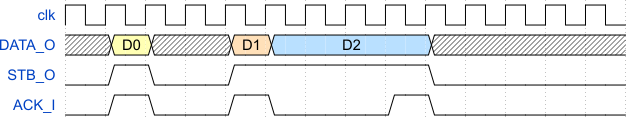 clk
DATA_O D0 D1 D2
STB_O
ACK_I